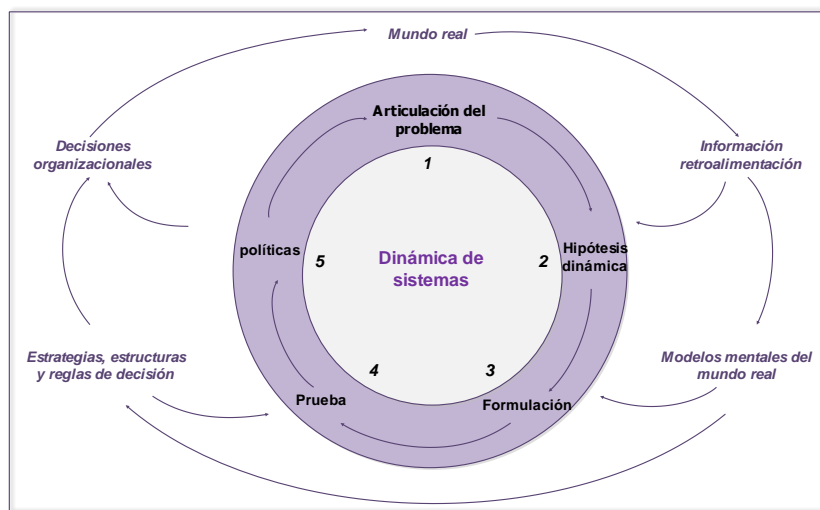 Mundo real
Articulación del
problema
Decisiones
organizacionales
Información
retroalimentación
1
políticas
5
Dinámica de
sistemas
2
Hipótesis
dinámica
Estrategias, estructuras
y reglas de decisión
4
3
Modelos mentales del
mundo real
Prueba
Formulación